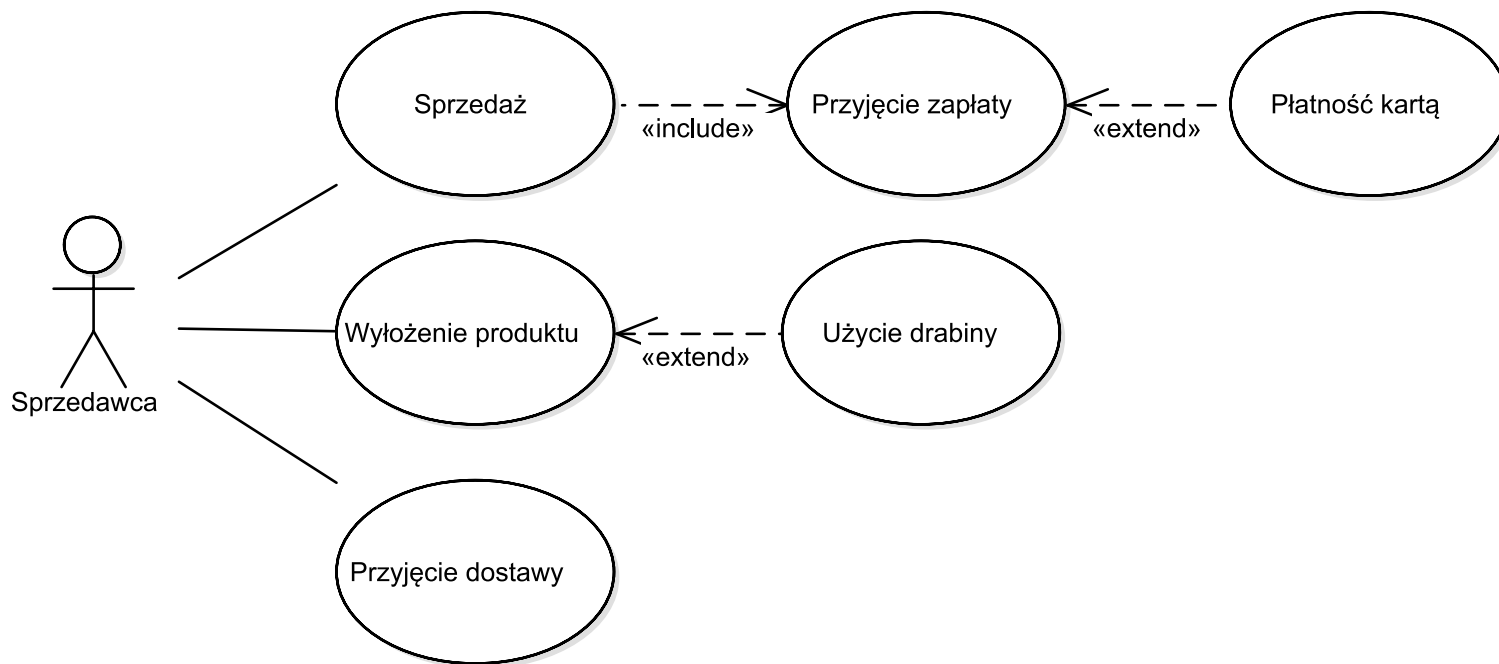 Sprzedaż
«include»
Przyjęcie zapłaty
«extend»
Płatność kartą
Sprzedawca
Wyłożenie produktu
«extend»
Użycie drabiny
Przyjęcie dostawy